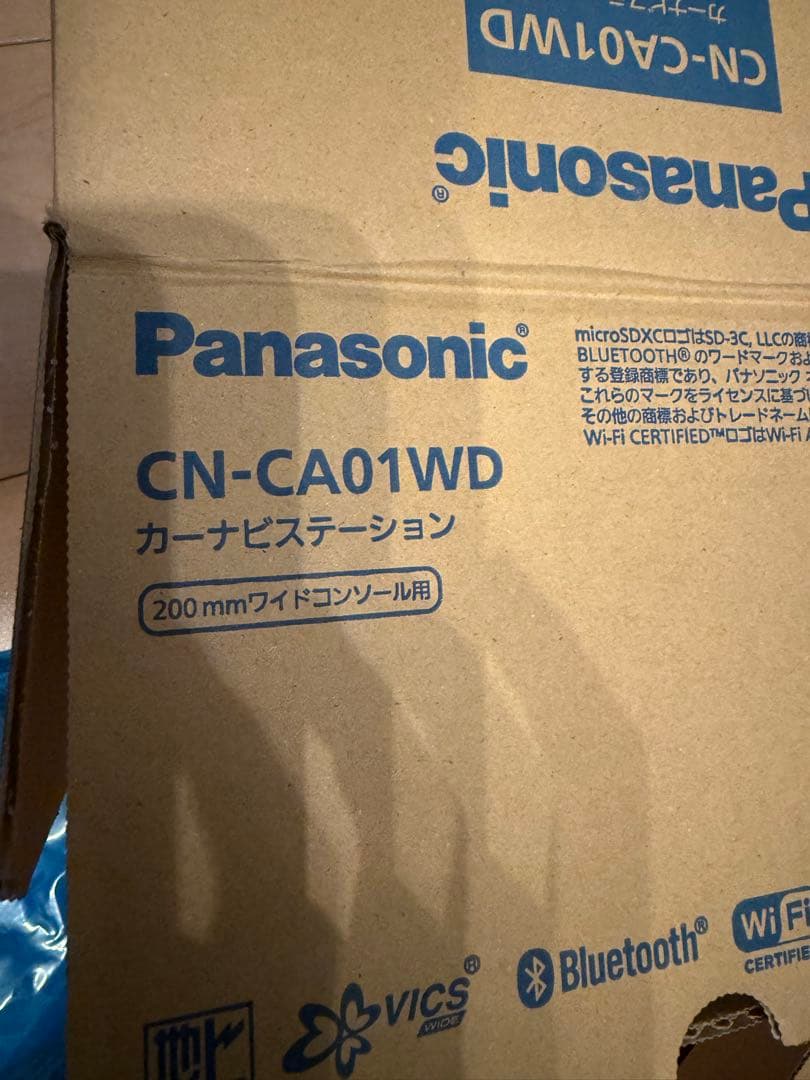 CN-CA01WD
Panasonic®
Panasonic®
CN-CA01WD
カーナビステーション
200mmワイドコンソール用
microSDXCロゴはSD-3C, LLCの商
BLUETOOTH® のワードマークおよ
する登録商標であり、パナソニック
これらのマークをライセンスに基づ
その他の商標およびトレードネーム
Wi-Fi CERTIFIED™ロゴはWi-Fi
VICS®
WIDE
Bluetooth®
Wi Fi
CERTIFIE